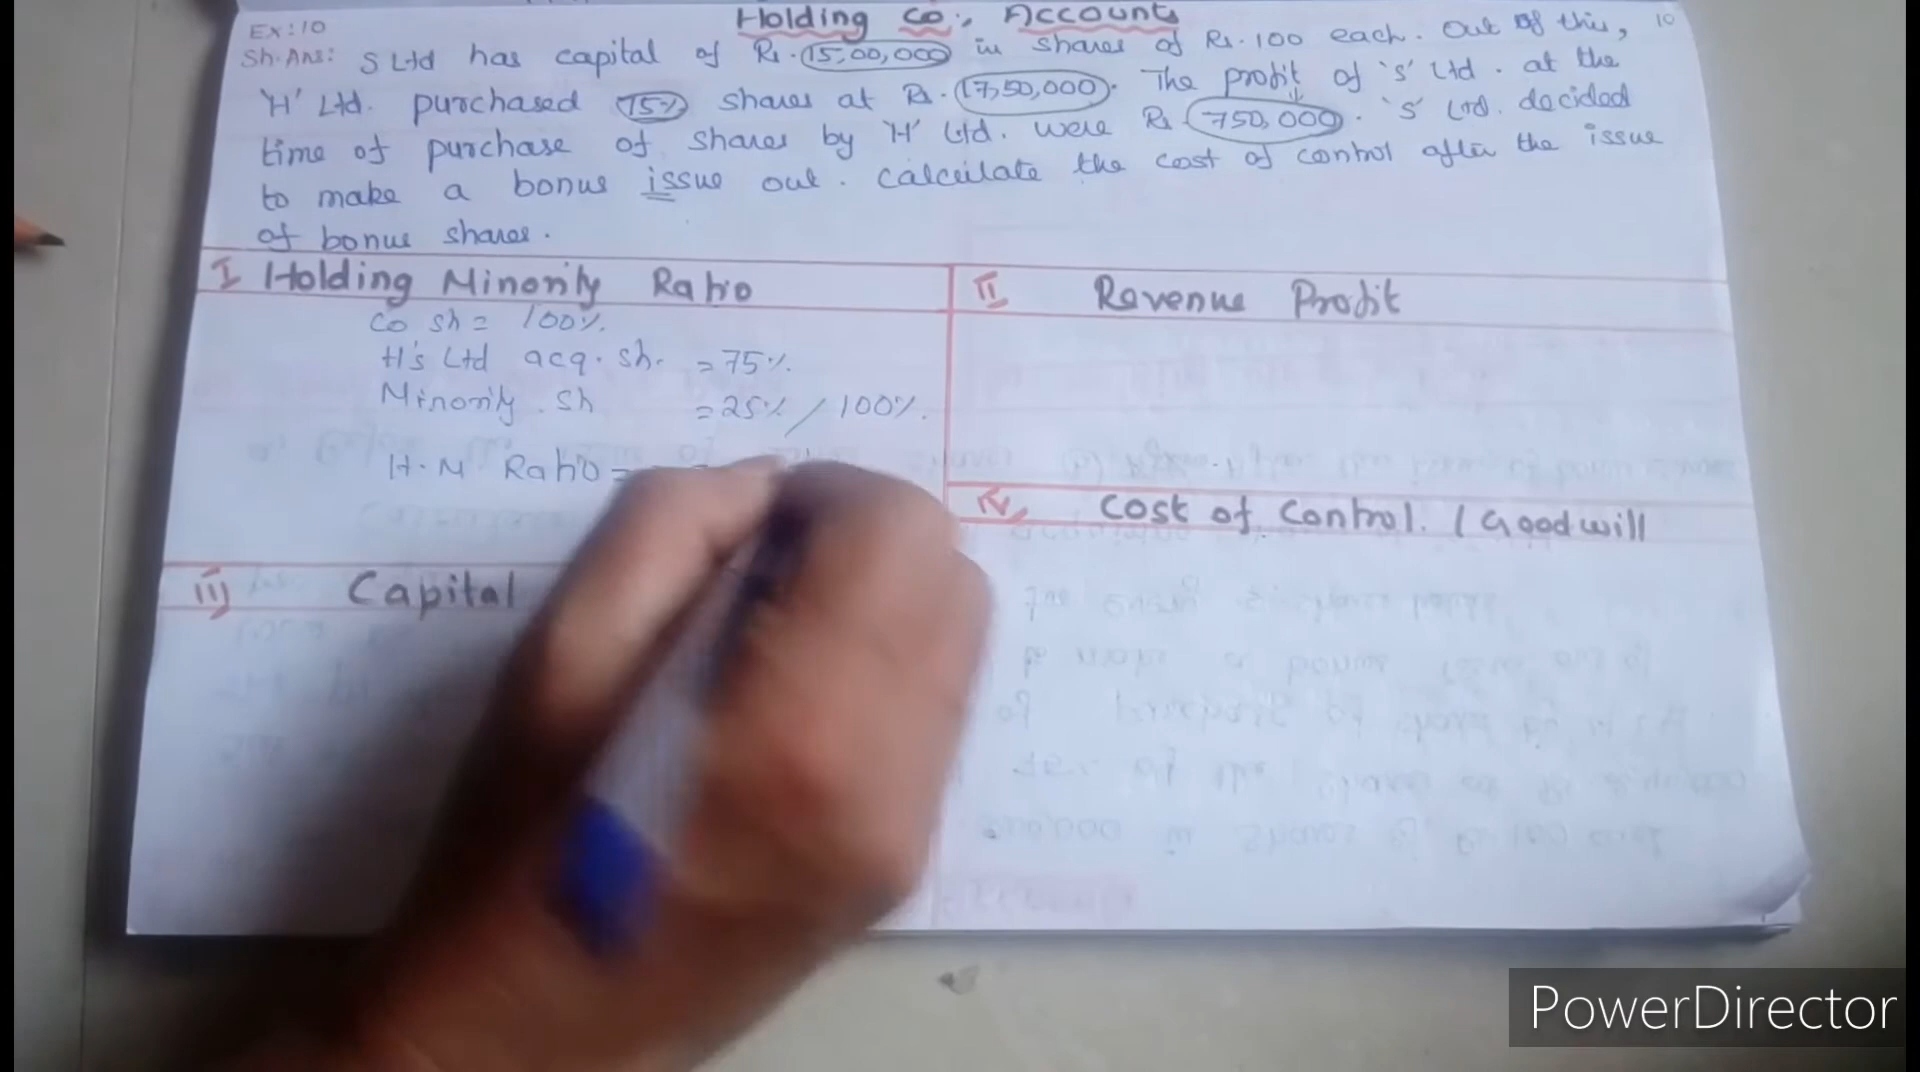 Holding Co., Accounts
Ex:10
10
Sh.Ans: S Ltd has capital of Rs. 15,00,000 in shares of Rs. 100 each. Out of this,
'H' Ltd. purchased 75% shares at Rs. 17,50,000. The profit of 'S' Ltd. at the
time of purchase of shares by 'H' Ltd. were Rs 750,000. 'S' Ltd. decided
to make a bonus issue out. Calculate the cost of control after the issue
of bonus shares.
I Holding Minority Ratio
Co sh = 100%.
H's Ltd acq. sh. = 75%.
Minority. sh = 25% / 100%.
H.M Ratio =
II Revenue Profit
III Capital
IV, Cost of Control. / Goodwill
PowerDirector